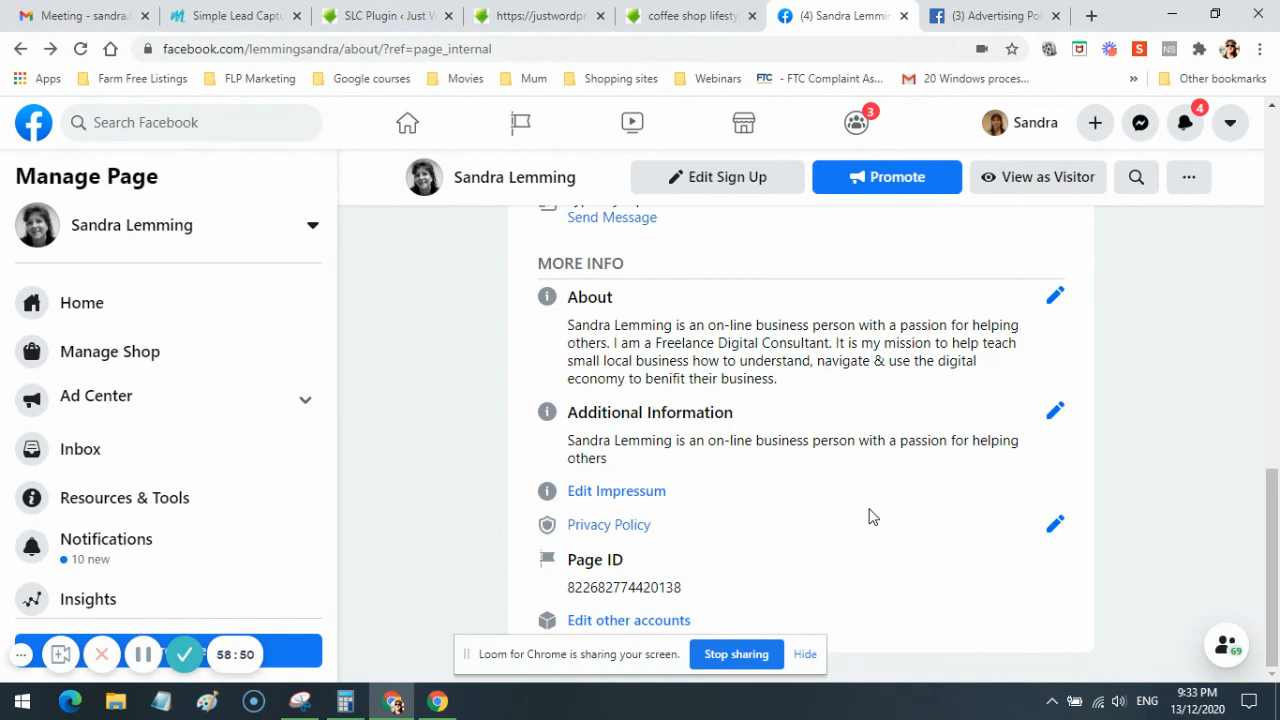 Meeting - sandra.
Simple Lead Captu
SLC Plugin ‹ Just W
https://justwordpr
coffee shop lifesty
(4) Sandra Lemmin
(3) Advertising Po
facebook.com/lemmingsandra/about/?ref=page_internal
Apps
Farm Free Listings
FLP Marketing
Google courses
Movies
Mum
Shopping sites
Webinars
FTC - FTC Complaint As...
20 Windows proces...
»
Other bookmarks
Search Facebook
3
Sandra
4
Manage Page
Sandra Lemming
Home
Manage Shop
Ad Center
Inbox
Resources & Tools
Notifications
10 new
Insights
58:50
Sandra Lemming
Edit Sign Up
Promote
View as Visitor
Send Message
MORE INFO
About
Sandra Lemming is an on-line business person with a passion for helping
others. I am a Freelance Digital Consultant. It is my mission to help teach
small local business how to understand, navigate & use the digital
economy to benifit their business.
Additional Information
Sandra Lemming is an on-line business person with a passion for helping
others
Edit Impressum
Privacy Policy
Page ID
822682774420138
Edit other accounts
Loom for Chrome is sharing your screen.
Stop sharing
Hide
69
ENG
9:33 PM
13/12/2020